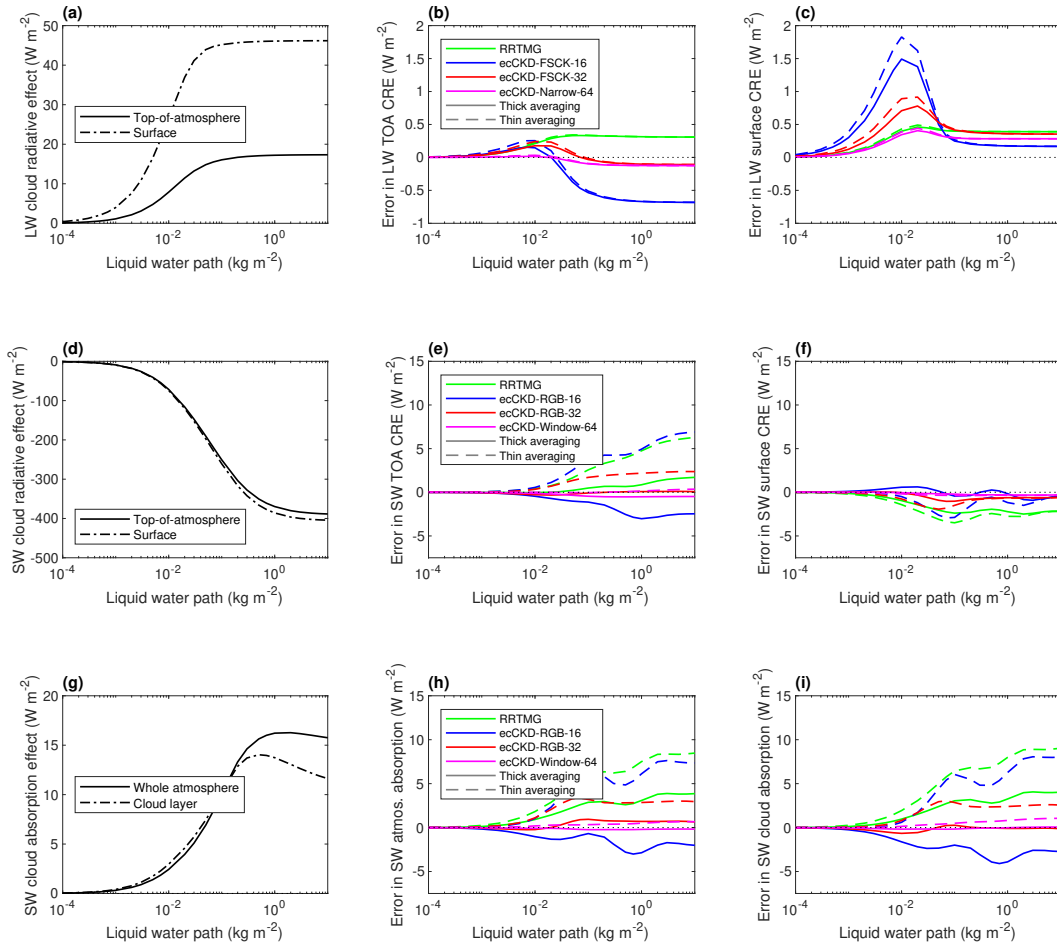 (a)
LW cloud radiative effect (W m⁻²)
50
40
30
20
10
0
Top-of-atmosphere
Surface
10⁻⁴
10⁻²
10⁰
Liquid water path (kg m⁻²)
(b)
Error in LW TOA CRE (W m⁻²)
2
1.5
1
0.5
0
-0.5
-1
RRTMG
ecCKD-FSCK-16
ecCKD-FSCK-32
ecCKD-Narrow-64
Thick averaging
Thin averaging
10⁻⁴
10⁻²
10⁰
Liquid water path (kg m⁻²)
(c)
Error in LW surface CRE (W m⁻²)
2
1.5
1
0.5
0
-0.5
-1
10⁻⁴
10⁻²
10⁰
Liquid water path (kg m⁻²)
(d)
SW cloud radiative effect (W m⁻²)
0
-100
-200
-300
-400
-500
Top-of-atmosphere
Surface
10⁻⁴
10⁻²
10⁰
Liquid water path (kg m⁻²)
(e)
Error in SW TOA CRE (W m⁻²)
15
10
5
0
-5
RRTMG
ecCKD-RGB-16
ecCKD-RGB-32
ecCKD-Window-64
Thick averaging
Thin averaging
10⁻⁴
10⁻²
10⁰
Liquid water path (kg m⁻²)
(f)
Error in SW surface CRE (W m⁻²)
15
10
5
0
-5
10⁻⁴
10⁻²
10⁰
Liquid water path (kg m⁻²)
(g)
SW cloud absorption effect (W m⁻²)
20
15
10
5
0
Whole atmosphere
Cloud layer
10⁻⁴
10⁻²
10⁰
Liquid water path (kg m⁻²)
(h)
Error in SW atmos. absorption (W m⁻²)
15
10
5
0
-5
RRTMG
ecCKD-RGB-16
ecCKD-RGB-32
ecCKD-Window-64
Thick averaging
Thin averaging
10⁻⁴
10⁻²
10⁰
Liquid water path (kg m⁻²)
(i)
Error in SW cloud absorption (W m⁻²)
15
10
5
0
-5
10⁻⁴
10⁻²
10⁰
Liquid water path (kg m⁻²)